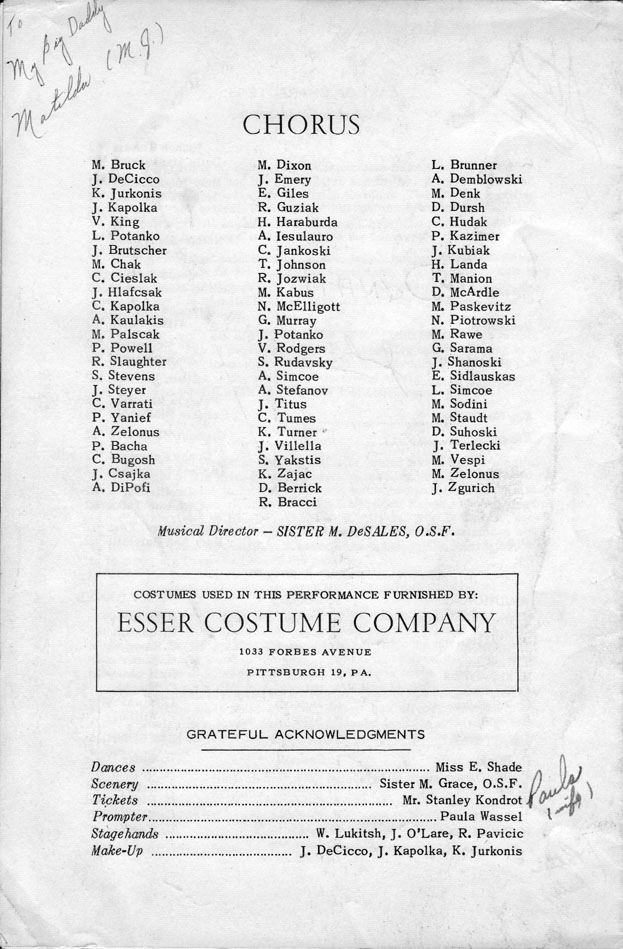 To
My Big Daddy
Matilda (M.J.)
CHORUS
M. Bruck
J. DeCicco
K. Jurkonis
J. Kapolka
V. King
L. Potanko
J. Brutscher
M. Chak
C. Cieslak
J. Hlafcsak
C. Kapolka
A. Kaulakis
M. Palscak
P. Powell
R. Slaughter
S. Stevens
J. Steyer
C. Varrati
P. Yanief
A. Zelonus
P. Bacha
C. Bugosh
J. Csajka
A. DiPofi
M. Dixon
J. Emery
E. Giles
R. Guziak
H. Haraburda
A. Iesulauro
C. Jankoski
T. Johnson
R. Jozwiak
M. Kabus
N. McElligott
G. Murray
J. Potanko
V. Rodgers
S. Rudavsky
A. Simcoe
A. Stefanov
J. Titus
C. Tumes
K. Turner
J. Villella
S. Yakstis
K. Zajac
D. Berrick
R. Bracci
L. Brunner
A. Demblowski
M. Denk
D. Dursh
C. Hudak
P. Kazimer
J. Kubiak
H. Landa
T. Manion
D. McArdle
M. Paskevitz
N. Piotrowski
M. Rawe
G. Sarama
J. Shanoski
E. Sidlauskas
L. Simcoe
M. Sodini
M. Staudt
D. Suhoski
J. Terlecki
M. Vespi
M. Zelonus
J. Zgurich
Musical Director – SISTER M. DeSALES, O.S.F.
COSTUMES USED IN THIS PERFORMANCE FURNISHED BY:
ESSER COSTUME COMPANY
1033 FORBES AVENUE
PITTSBURGH 19, PA.
GRATEFUL ACKNOWLEDGMENTS
Dances ........ Miss E. Shade
Scenery ........ Sister M. Grace, O.S.F.
Tickets ........ Mr. Stanley Kondrot
Prompter ........ Paula Wassel
Stagehands ........ W. Lukitsh, J. O'Lare, R. Pavicic
Make-Up ........ J. DeCicco, J. Kapolka, K. Jurkonis
Paula
(wife)